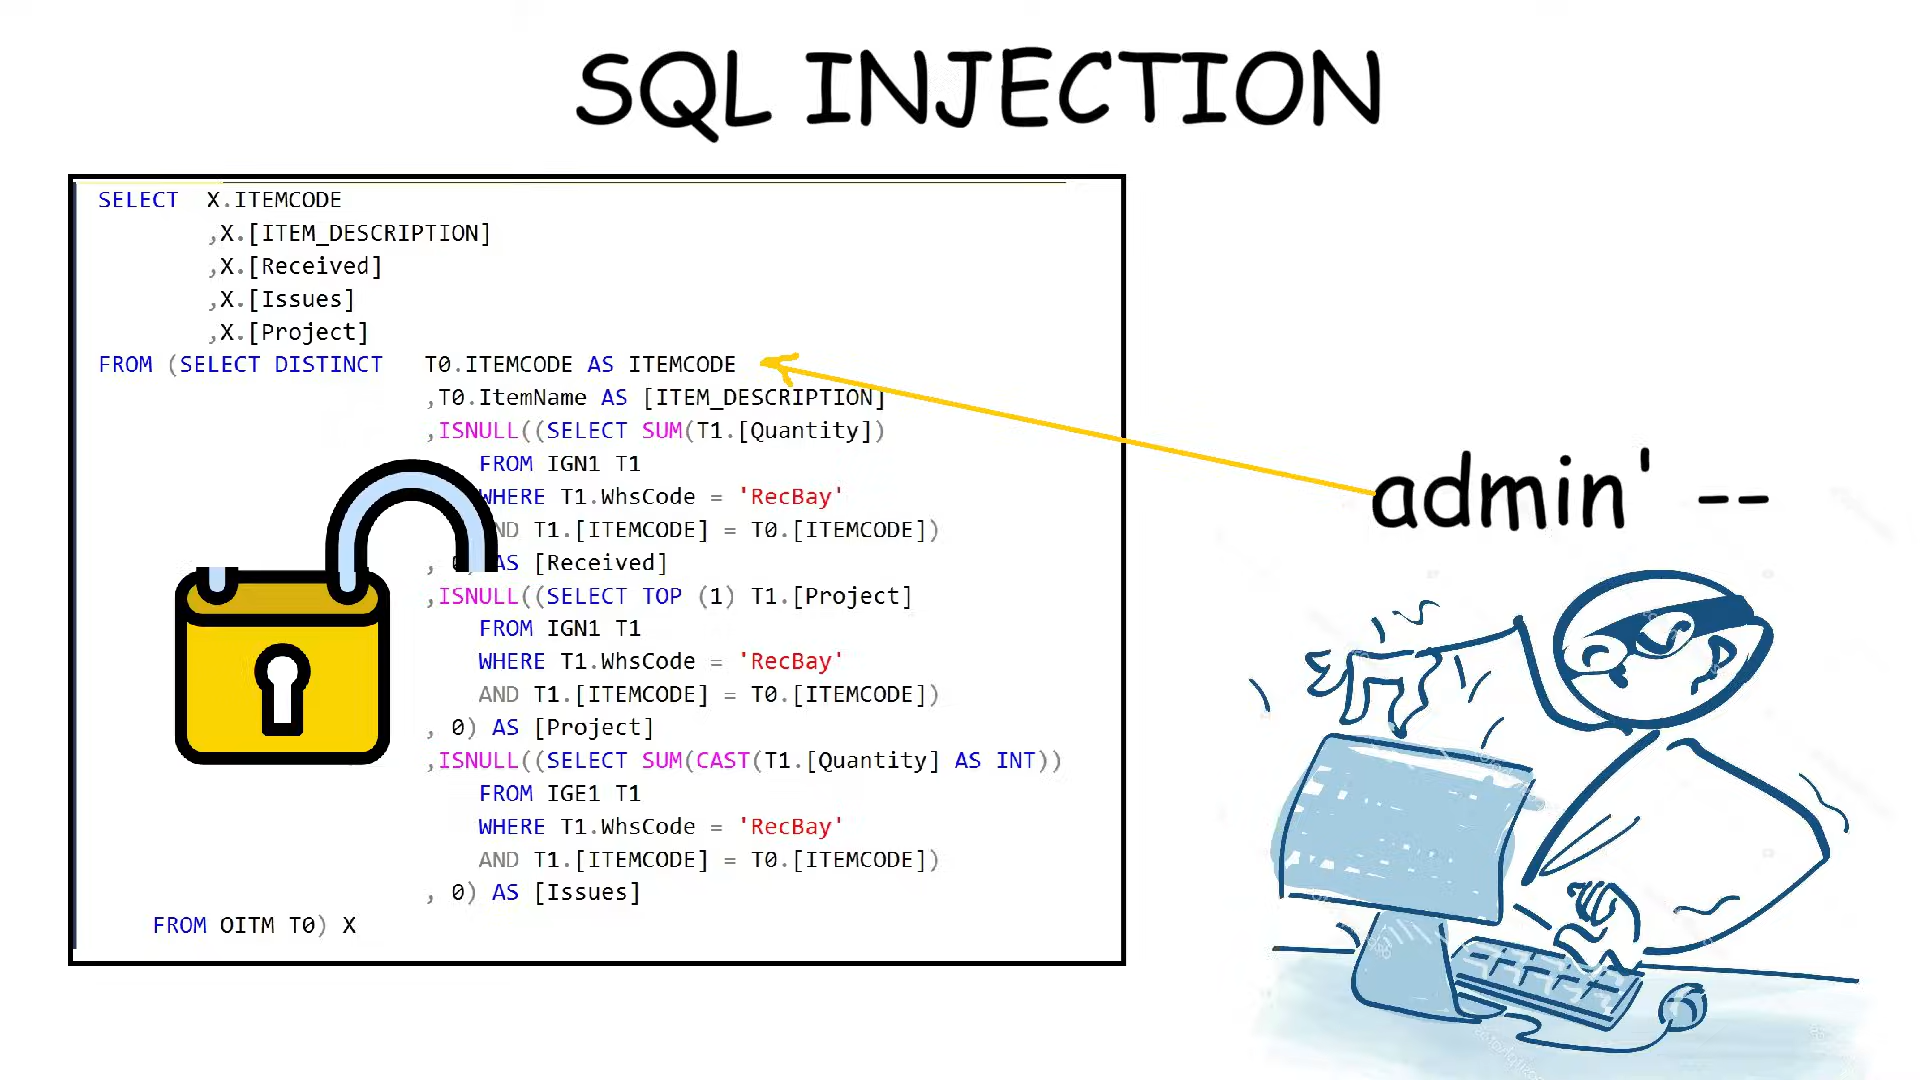 SQL INJECTION
SELECT X.ITEMCODE
,X.[ITEM_DESCRIPTION]
,X.[Received]
,X.[Issues]
,X.[Project]
FROM (SELECT DISTINCT T0.ITEMCODE AS ITEMCODE
,T0.ItemName AS [ITEM_DESCRIPTION]
,ISNULL((SELECT SUM(T1.[Quantity])
FROM IGN1 T1
WHERE T1.WhsCode = 'RecBay'
ND T1.[ITEMCODE] = T0.[ITEMCODE])
, 0) AS [Received]
,ISNULL((SELECT TOP (1) T1.[Project]
FROM IGN1 T1
WHERE T1.WhsCode = 'RecBay'
AND T1.[ITEMCODE] = T0.[ITEMCODE])
, 0) AS [Project]
,ISNULL((SELECT SUM(CAST(T1.[Quantity] AS INT))
FROM IGE1 T1
WHERE T1.WhsCode = 'RecBay'
AND T1.[ITEMCODE] = T0.[ITEMCODE])
, 0) AS [Issues]
FROM OITM T0) X
admin' --